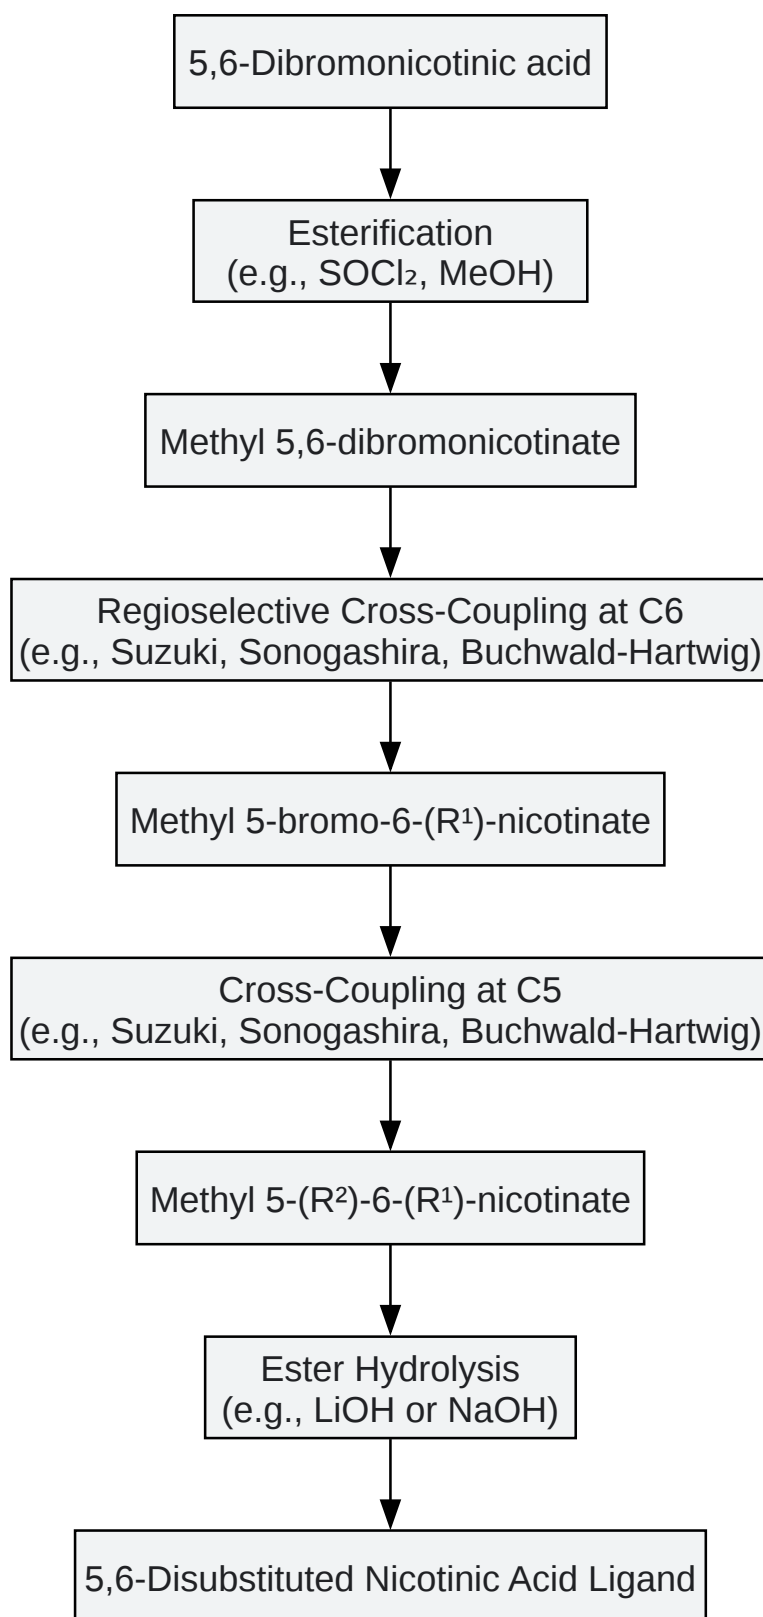 5,6-Dibromonicotinic acid
Esterification
(e.g., SOCl₂, MeOH)
Methyl 5,6-dibromonicotinate
Regioselective Cross-Coupling at C6
(e.g., Suzuki, Sonogashira, Buchwald-Hartwig)
Methyl 5-bromo-6-(R¹)-nicotinate
Cross-Coupling at C5
(e.g., Suzuki, Sonogashira, Buchwald-Hartwig)
Methyl 5-(R²)-6-(R¹)-nicotinate
Ester Hydrolysis
(e.g., LiOH or NaOH)
5,6-Disubstituted Nicotinic Acid Ligand